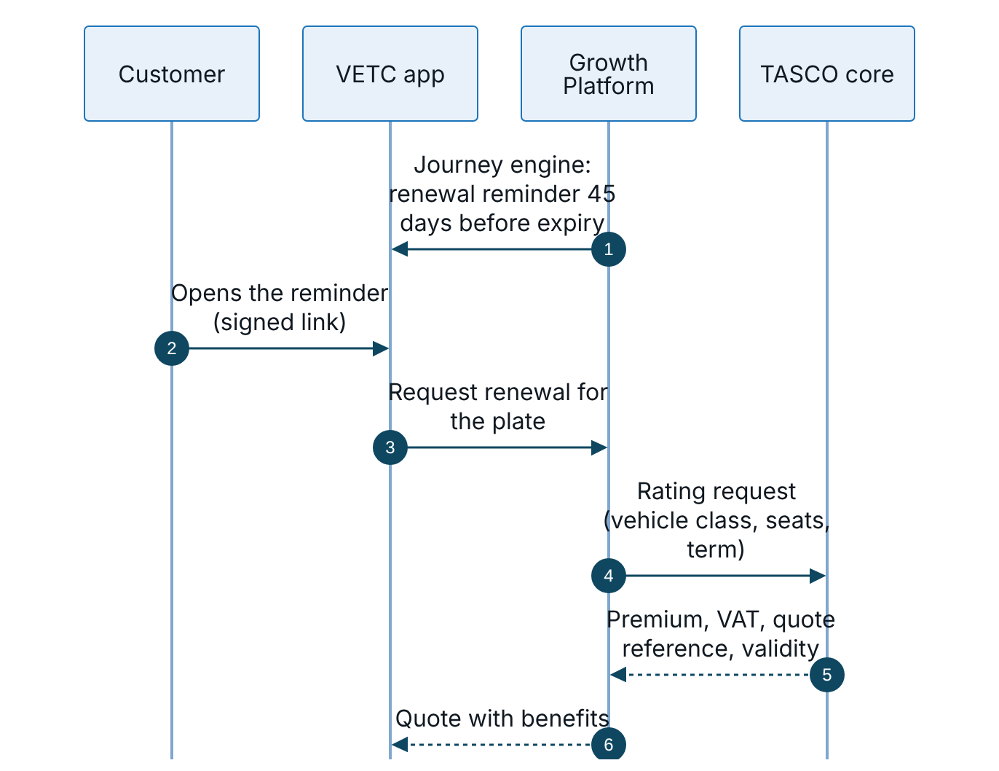 Customer
VETC app
Growth
Platform
TASCO core
Journey engine:
renewal reminder 45
days before expiry
1
Opens the reminder
(signed link)
2
Request renewal for
the plate
3
Rating request
(vehicle class, seats,
term)
4
Premium, VAT, quote
reference, validity
5
Quote with benefits
6